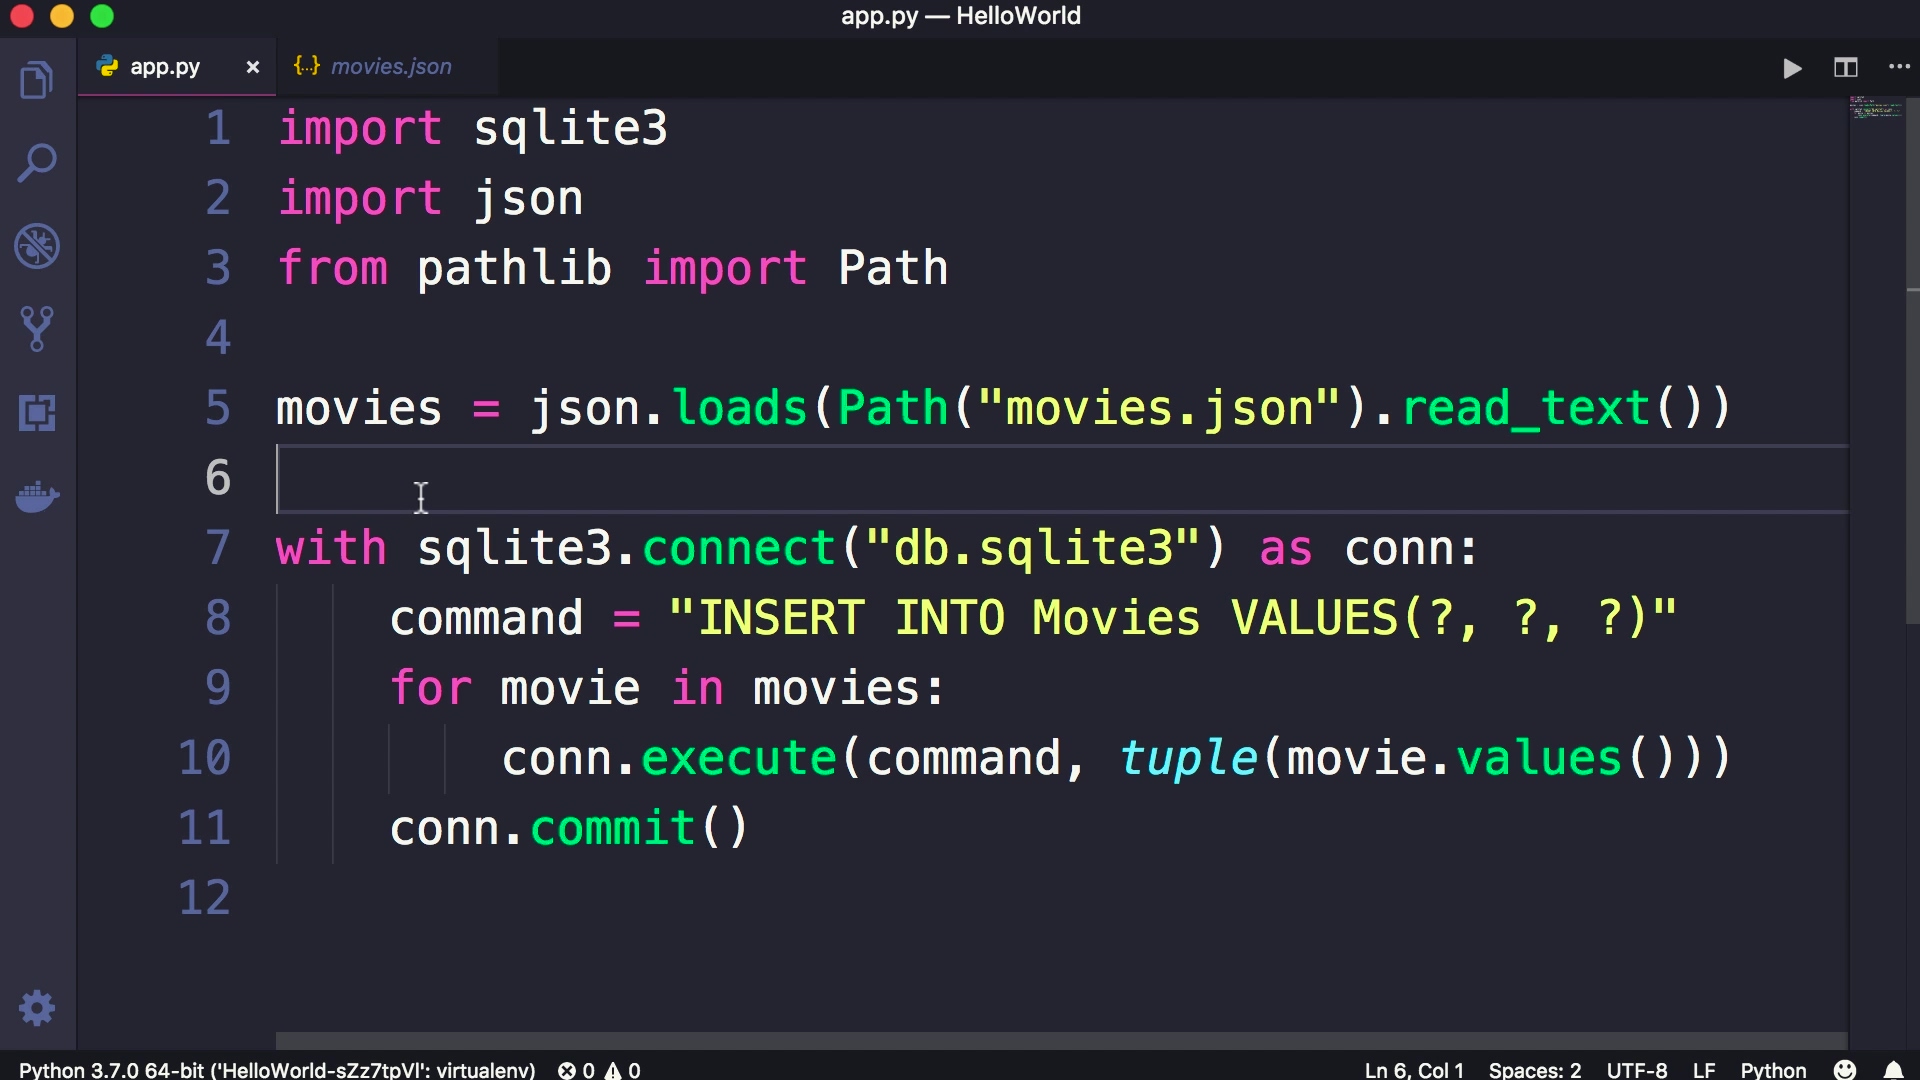 app.py — HelloWorld
app.py × {..} movies.json
1 import sqlite3
2 import json
3 from pathlib import Path
4
5 movies = json.loads(Path("movies.json").read_text())
6
7 with sqlite3.connect("db.sqlite3") as conn:
8     command = "INSERT INTO Movies VALUES(?, ?, ?)"
9     for movie in movies:
10         conn.execute(command, tuple(movie.values()))
11     conn.commit()
12
Python 3.7.0 64-bit ('HelloWorld-sZz7tpVl': virtualenv) 0 0 Ln 6, Col 1 Spaces: 2 UTF-8 LF Python